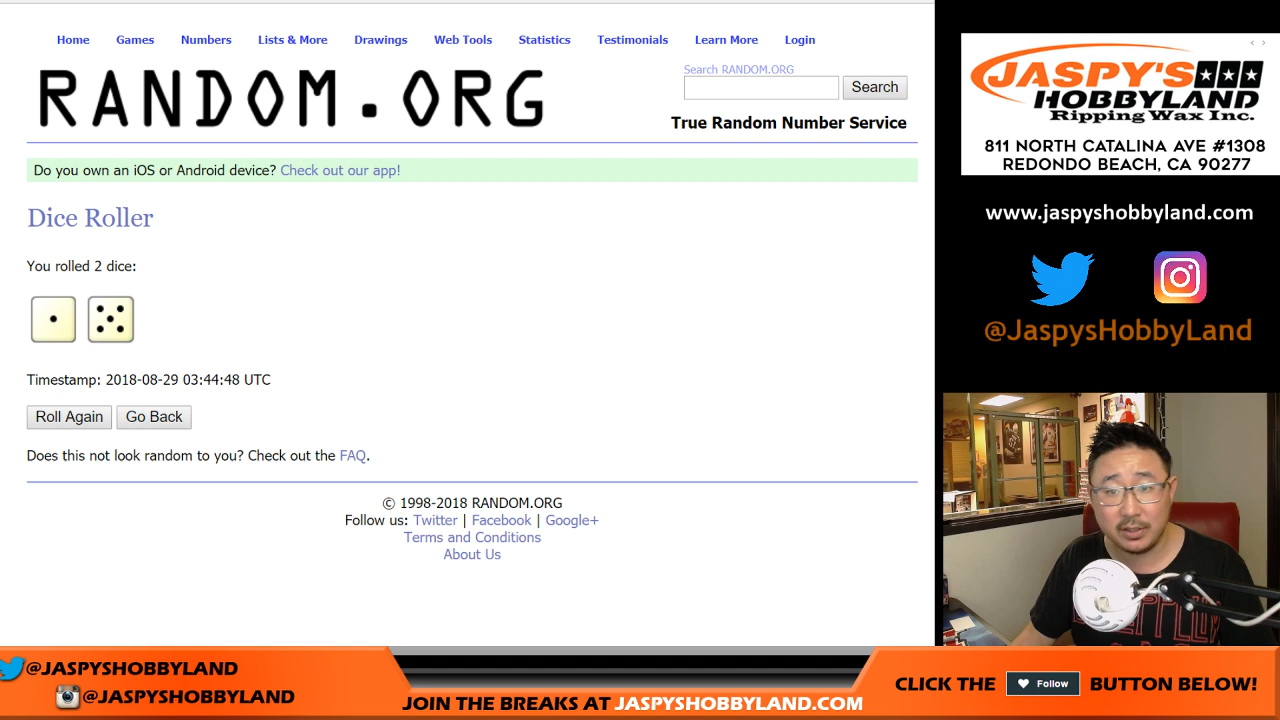 Home Games Numbers Lists & More Drawings Web Tools Statistics Testimonials Learn More Login
RANDOM.ORG
Search RANDOM.ORG
Search
True Random Number Service
Do you own an iOS or Android device? Check out our app!
Dice Roller
You rolled 2 dice:
Timestamp: 2018-08-29 03:44:48 UTC
Roll Again Go Back
Does this not look random to you? Check out the FAQ.
© 1998-2018 RANDOM.ORG
Follow us: Twitter | Facebook | Google+
Terms and Conditions
About Us
JASPY'S
HOBBYLAND
Ripping Wax Inc.
811 NORTH CATALINA AVE #1308
REDONDO BEACH, CA 90277
www.jaspyshobbyland.com
@JaspysHobbyLand
@JASPYSHOBBYLAND
@JASPYSHOBBYLAND
JOIN THE BREAKS AT JASPYSHOBBYLAND.COM
CLICK THE Follow BUTTON BELOW!